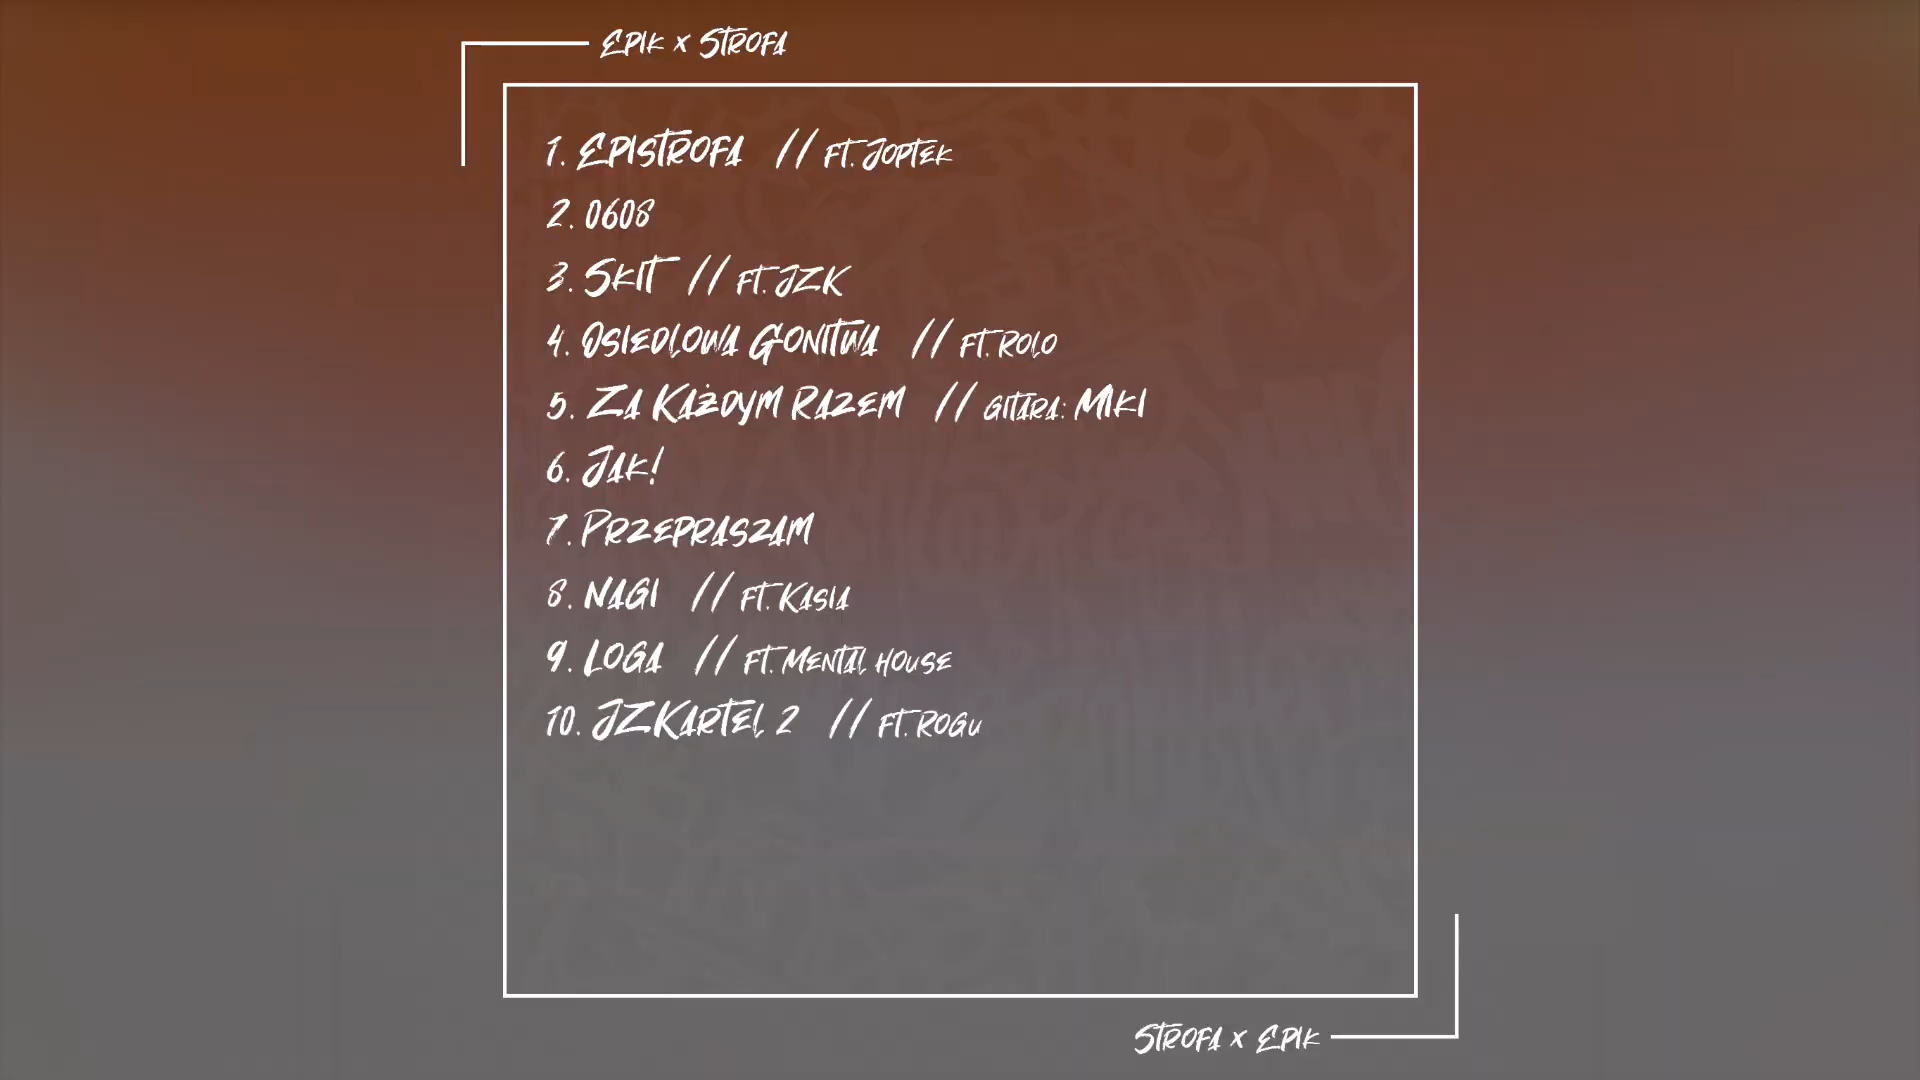 Epik x Strofa
1. Epistrofa // ft. Joptek
2. 0608
3. Skit // ft. JZK
4. Osiedlowa Gonitwa // ft. Rolo
5. Za Każdym Razem // gitara: Miki
6. Jak!
7. Przepraszam
8. NAGI // ft. Kasia
9. Loga // ft. Mental house
10. JZKartel 2 // ft. Rogu
Strofa x Epik